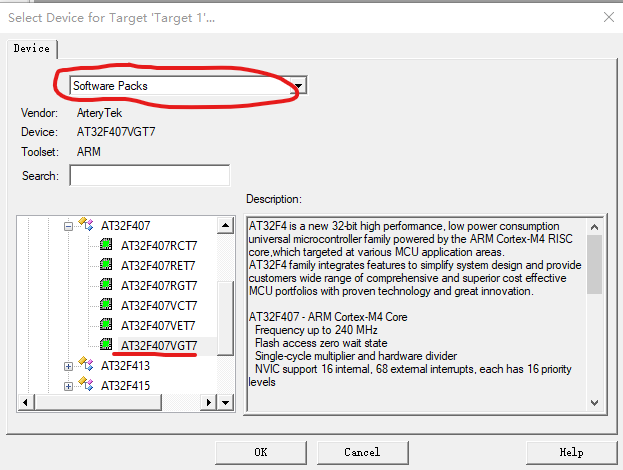 Select Device for Target 'Target 1'...
Device
Software Packs
Vendor: ArteryTek
Device: AT32F407VGT7
Toolset: ARM
Search:
Description:
AT32F407
AT32F407RCT7
AT32F407RET7
AT32F407RGT7
AT32F407VCT7
AT32F407VET7
AT32F407VGT7
AT32F413
AT32F415
AT32F4 is a new 32-bit high perfomance, low power consumption
universal microcontroller family powered by the ARM Cortex-M4 RISC
core,which targeted at various MCU application areas.
AT32F4 family integrates features to simplify system design and provide
customers wide range of comprehensive and superior cost effective
MCU portfolios with proven technology and great innovation.
AT32F407 - ARM Cortex-M4 Core
Frequency up to 240 MHz
Flash access zero wait state
Single-cycle multiplier and hardware divider
NVIC support 16 internal, 68 external interrupts, each has 16 priority
levels
OK
Cancel
Help